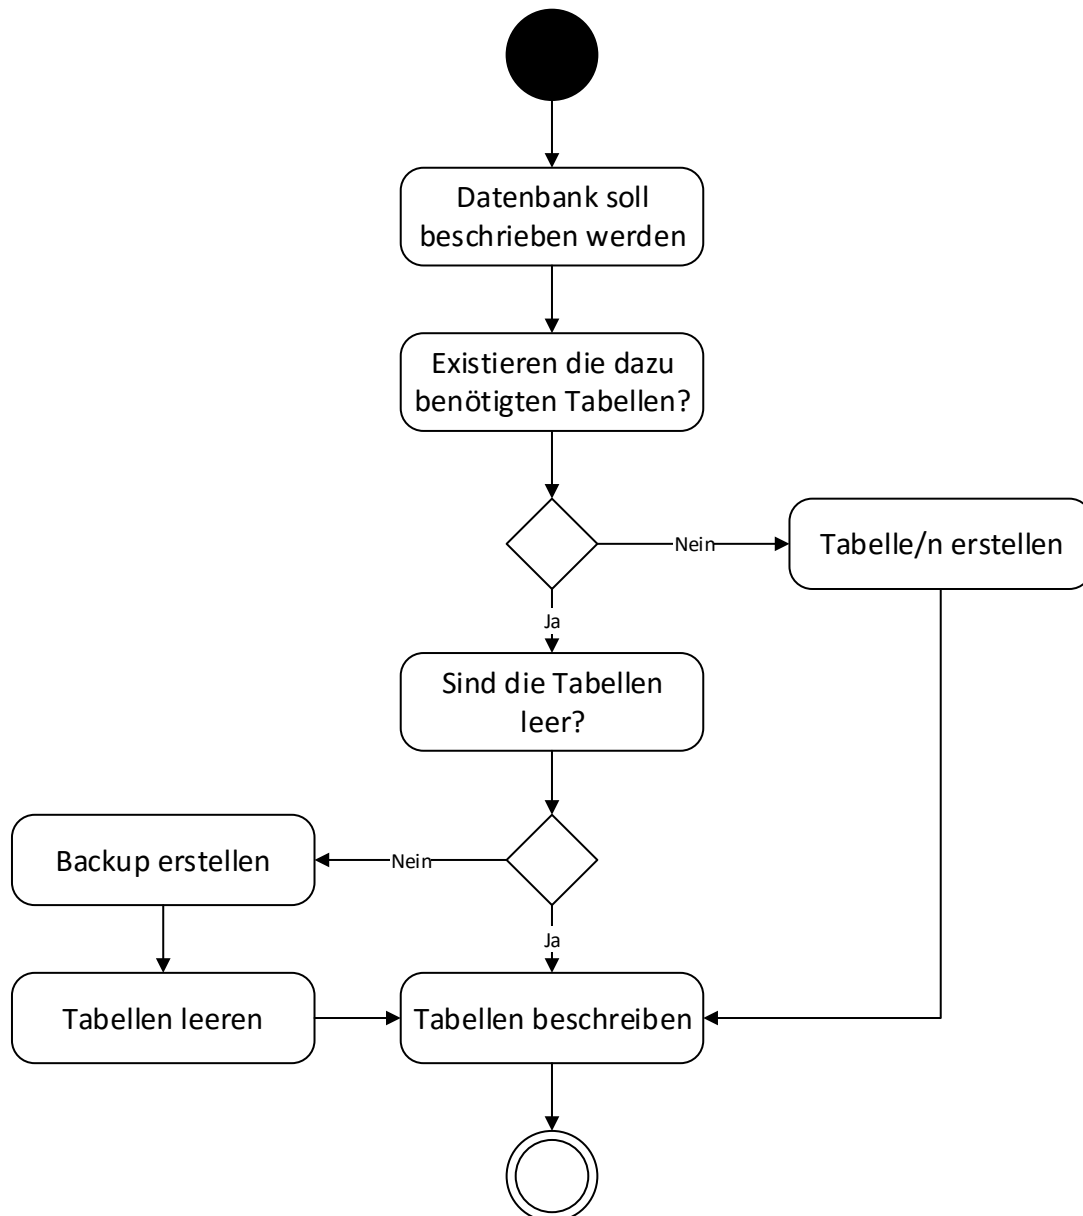 Datenbank soll
beschrieben werden
Existieren die dazu
benötigten Tabellen?
Nein
Tabelle/n erstellen
Ja
Sind die Tabellen
leer?
Backup erstellen
Nein
Ja
Tabellen leeren
Tabellen beschreiben